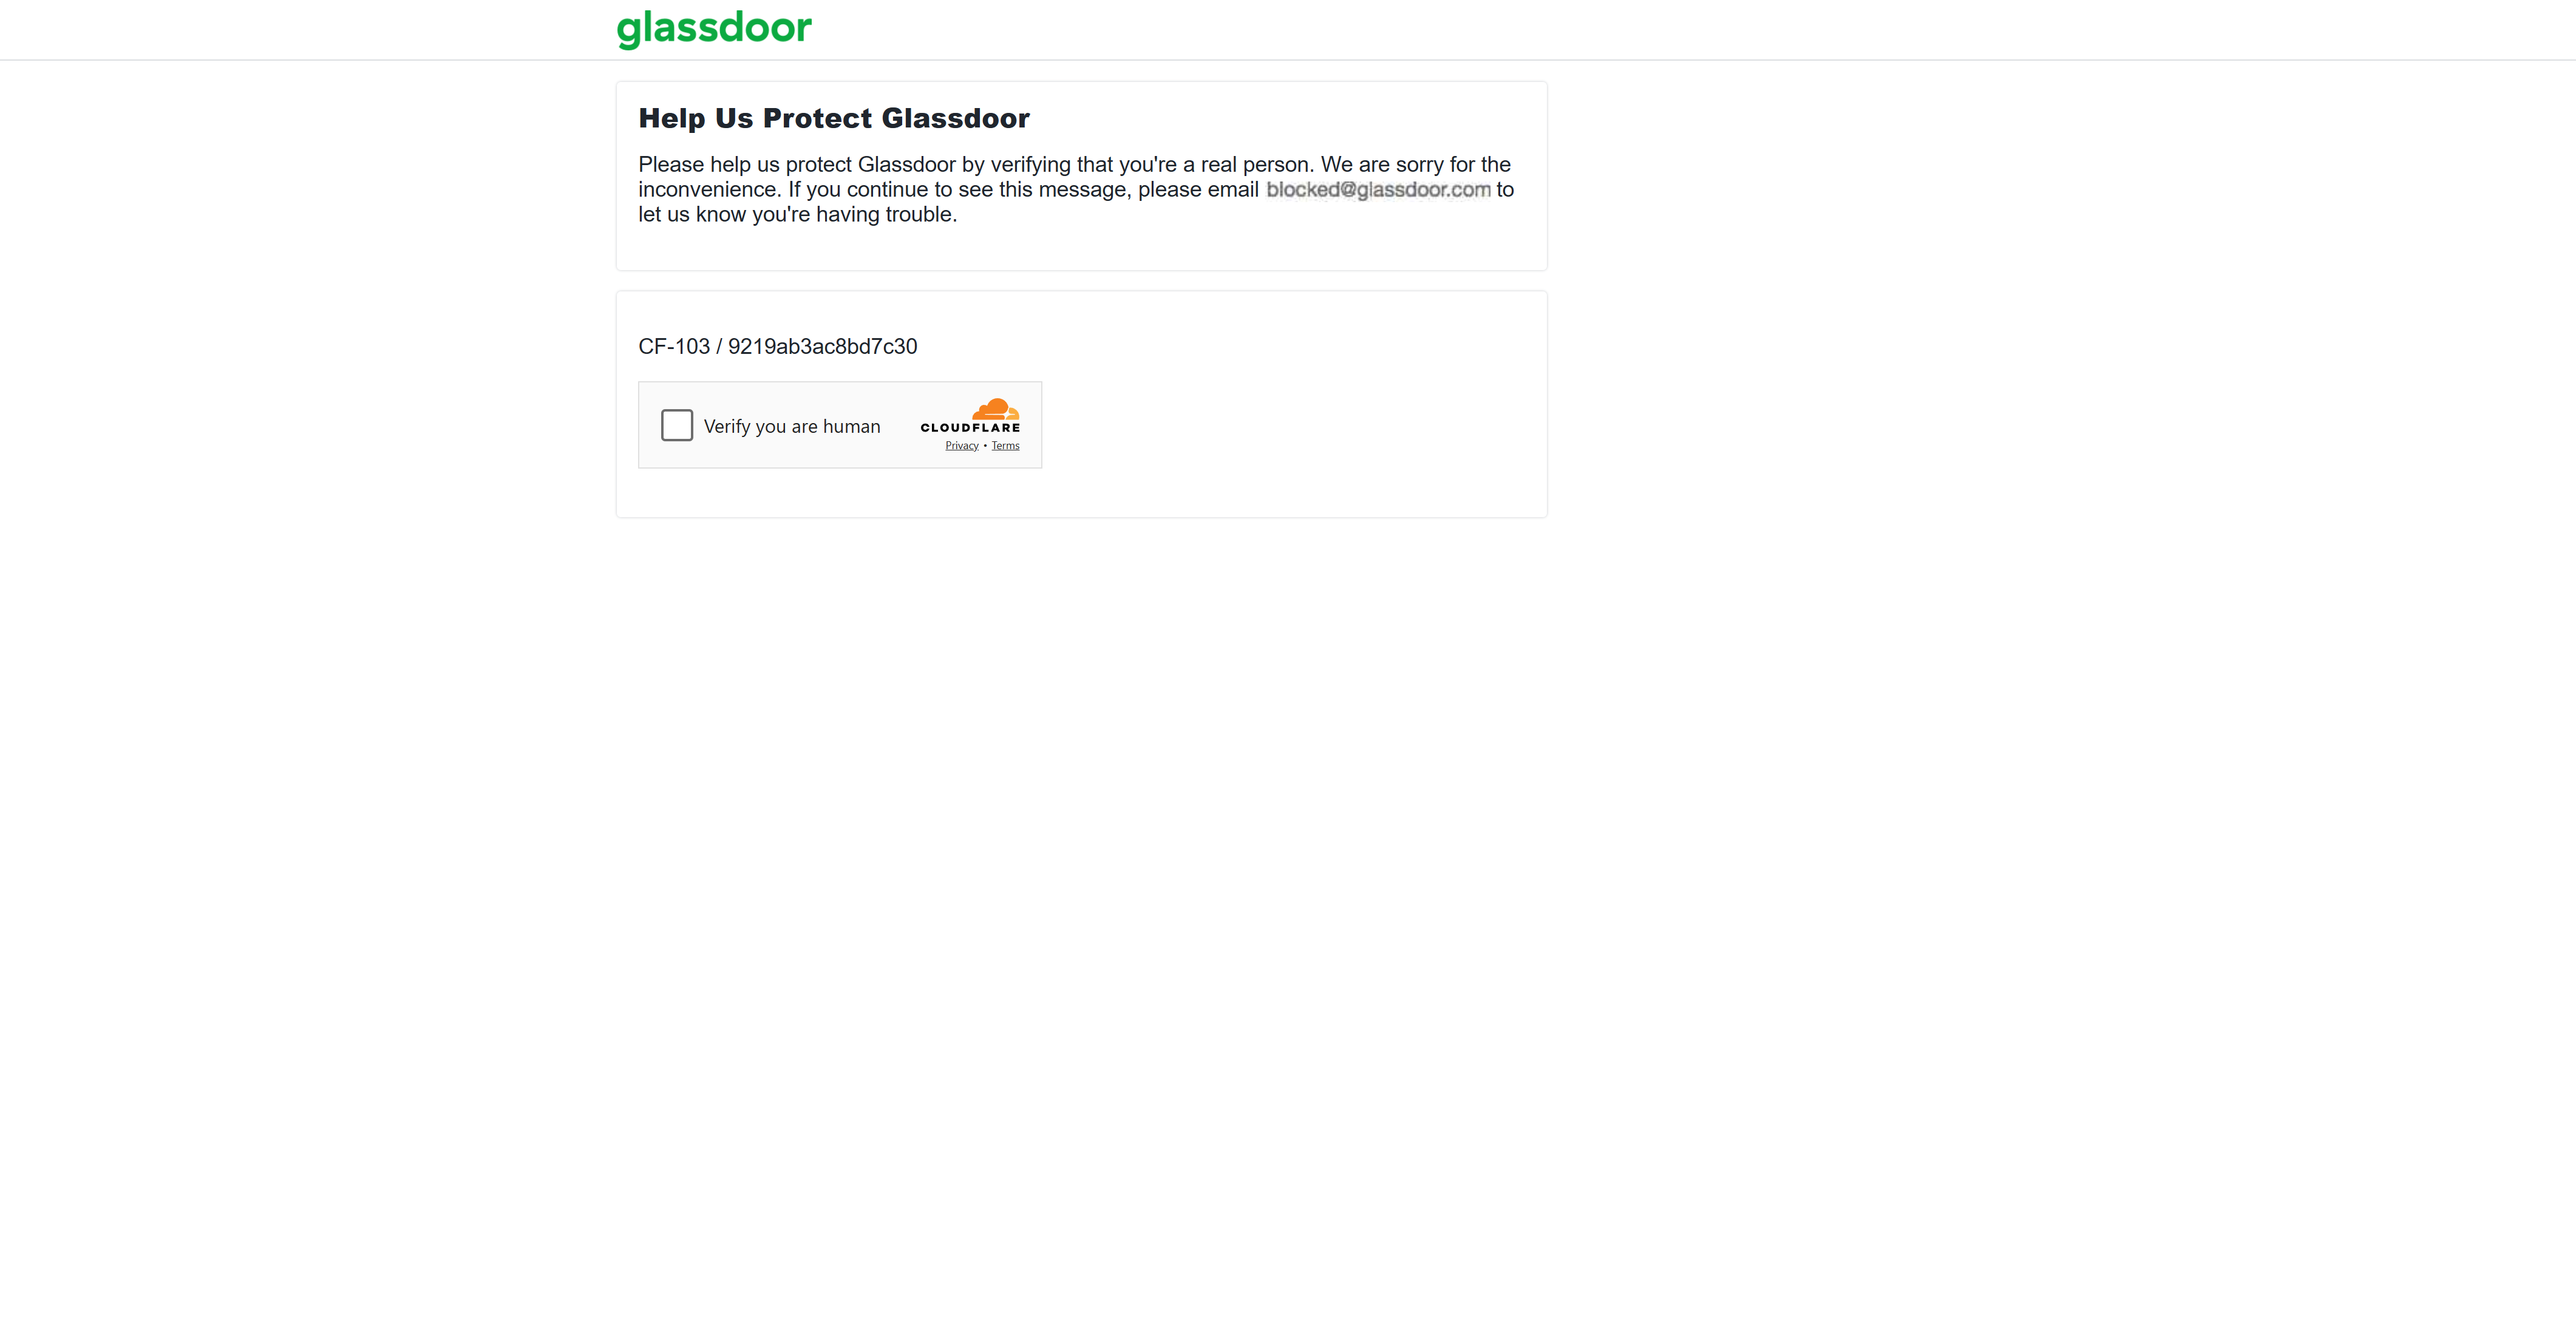 glassdoor
Help Us Protect Glassdoor
Please help us protect Glassdoor by verifying that you're a real person. We are sorry for the
inconvenience. If you continue to see this message, please email blocked@glassdoor.com to
let us know you're having trouble.
CF-103 / 9219ab3ac8bd7c30
Verify you are human
CLOUDFLARE
Privacy • Terms